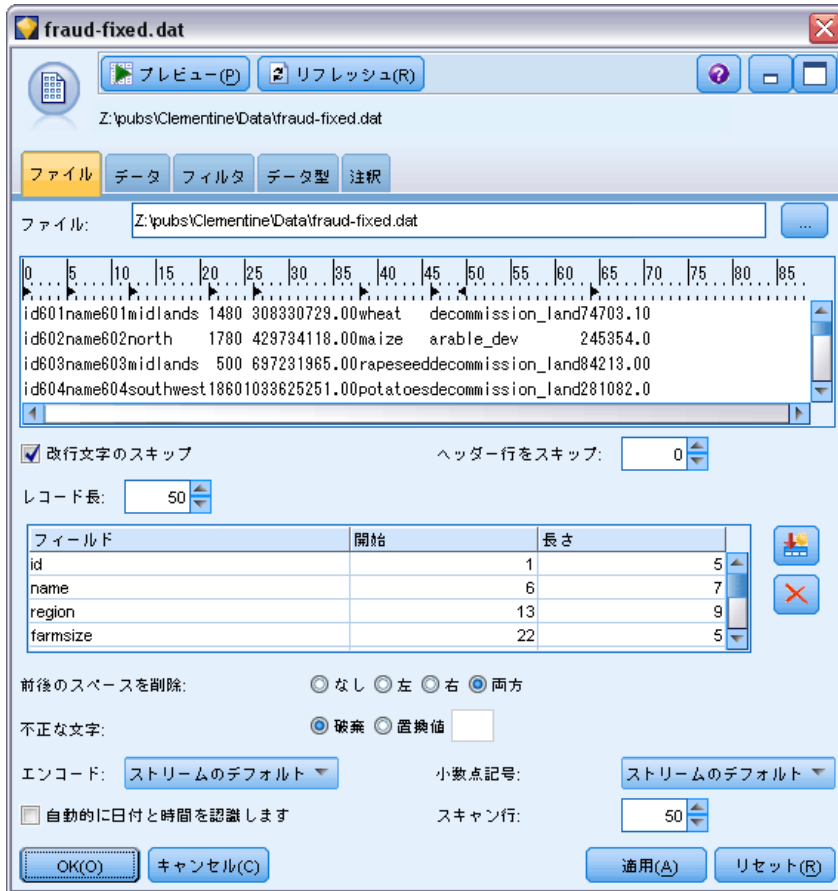 fraud-fixed.dat
プレビュー(P) リフレッシュ(R)
Z:\pubs\Clementine\Data\fraud-fixed.dat
ファイル データ フィルタ データ型 注釈
ファイル: Z:\pubs\Clementine\Data\fraud-fixed.dat ...
0 5 10 15 20 25 30 35 40 45 50 55 60 65 70 75 80 85
id601name601midlands 1480 308330729.00wheat decommission_land74703.10
id602name602north 1780 429734118.00maize arable_dev 245354.0
id603name603midlands 500 697231965.00rapeseeddecommission_land84213.00
id604name604southwest18601033625251.00potatoesdecommission_land281082.0
改行文字のスキップ ヘッダー行をスキップ: 0
レコード長: 50
フィールド 開始 長さ
id 1 5
name 6 7
region 13 9
farmsize 22 5
前後のスペースを削除: なし 左 右 両方
不正な文字: 破棄 置換値
エンコード: ストリームのデフォルト 小数点記号: ストリームのデフォルト
自動的に日付と時間を認識します スキャン行: 50
OK(O) キャンセル(C) 適用(A) リセット(R)